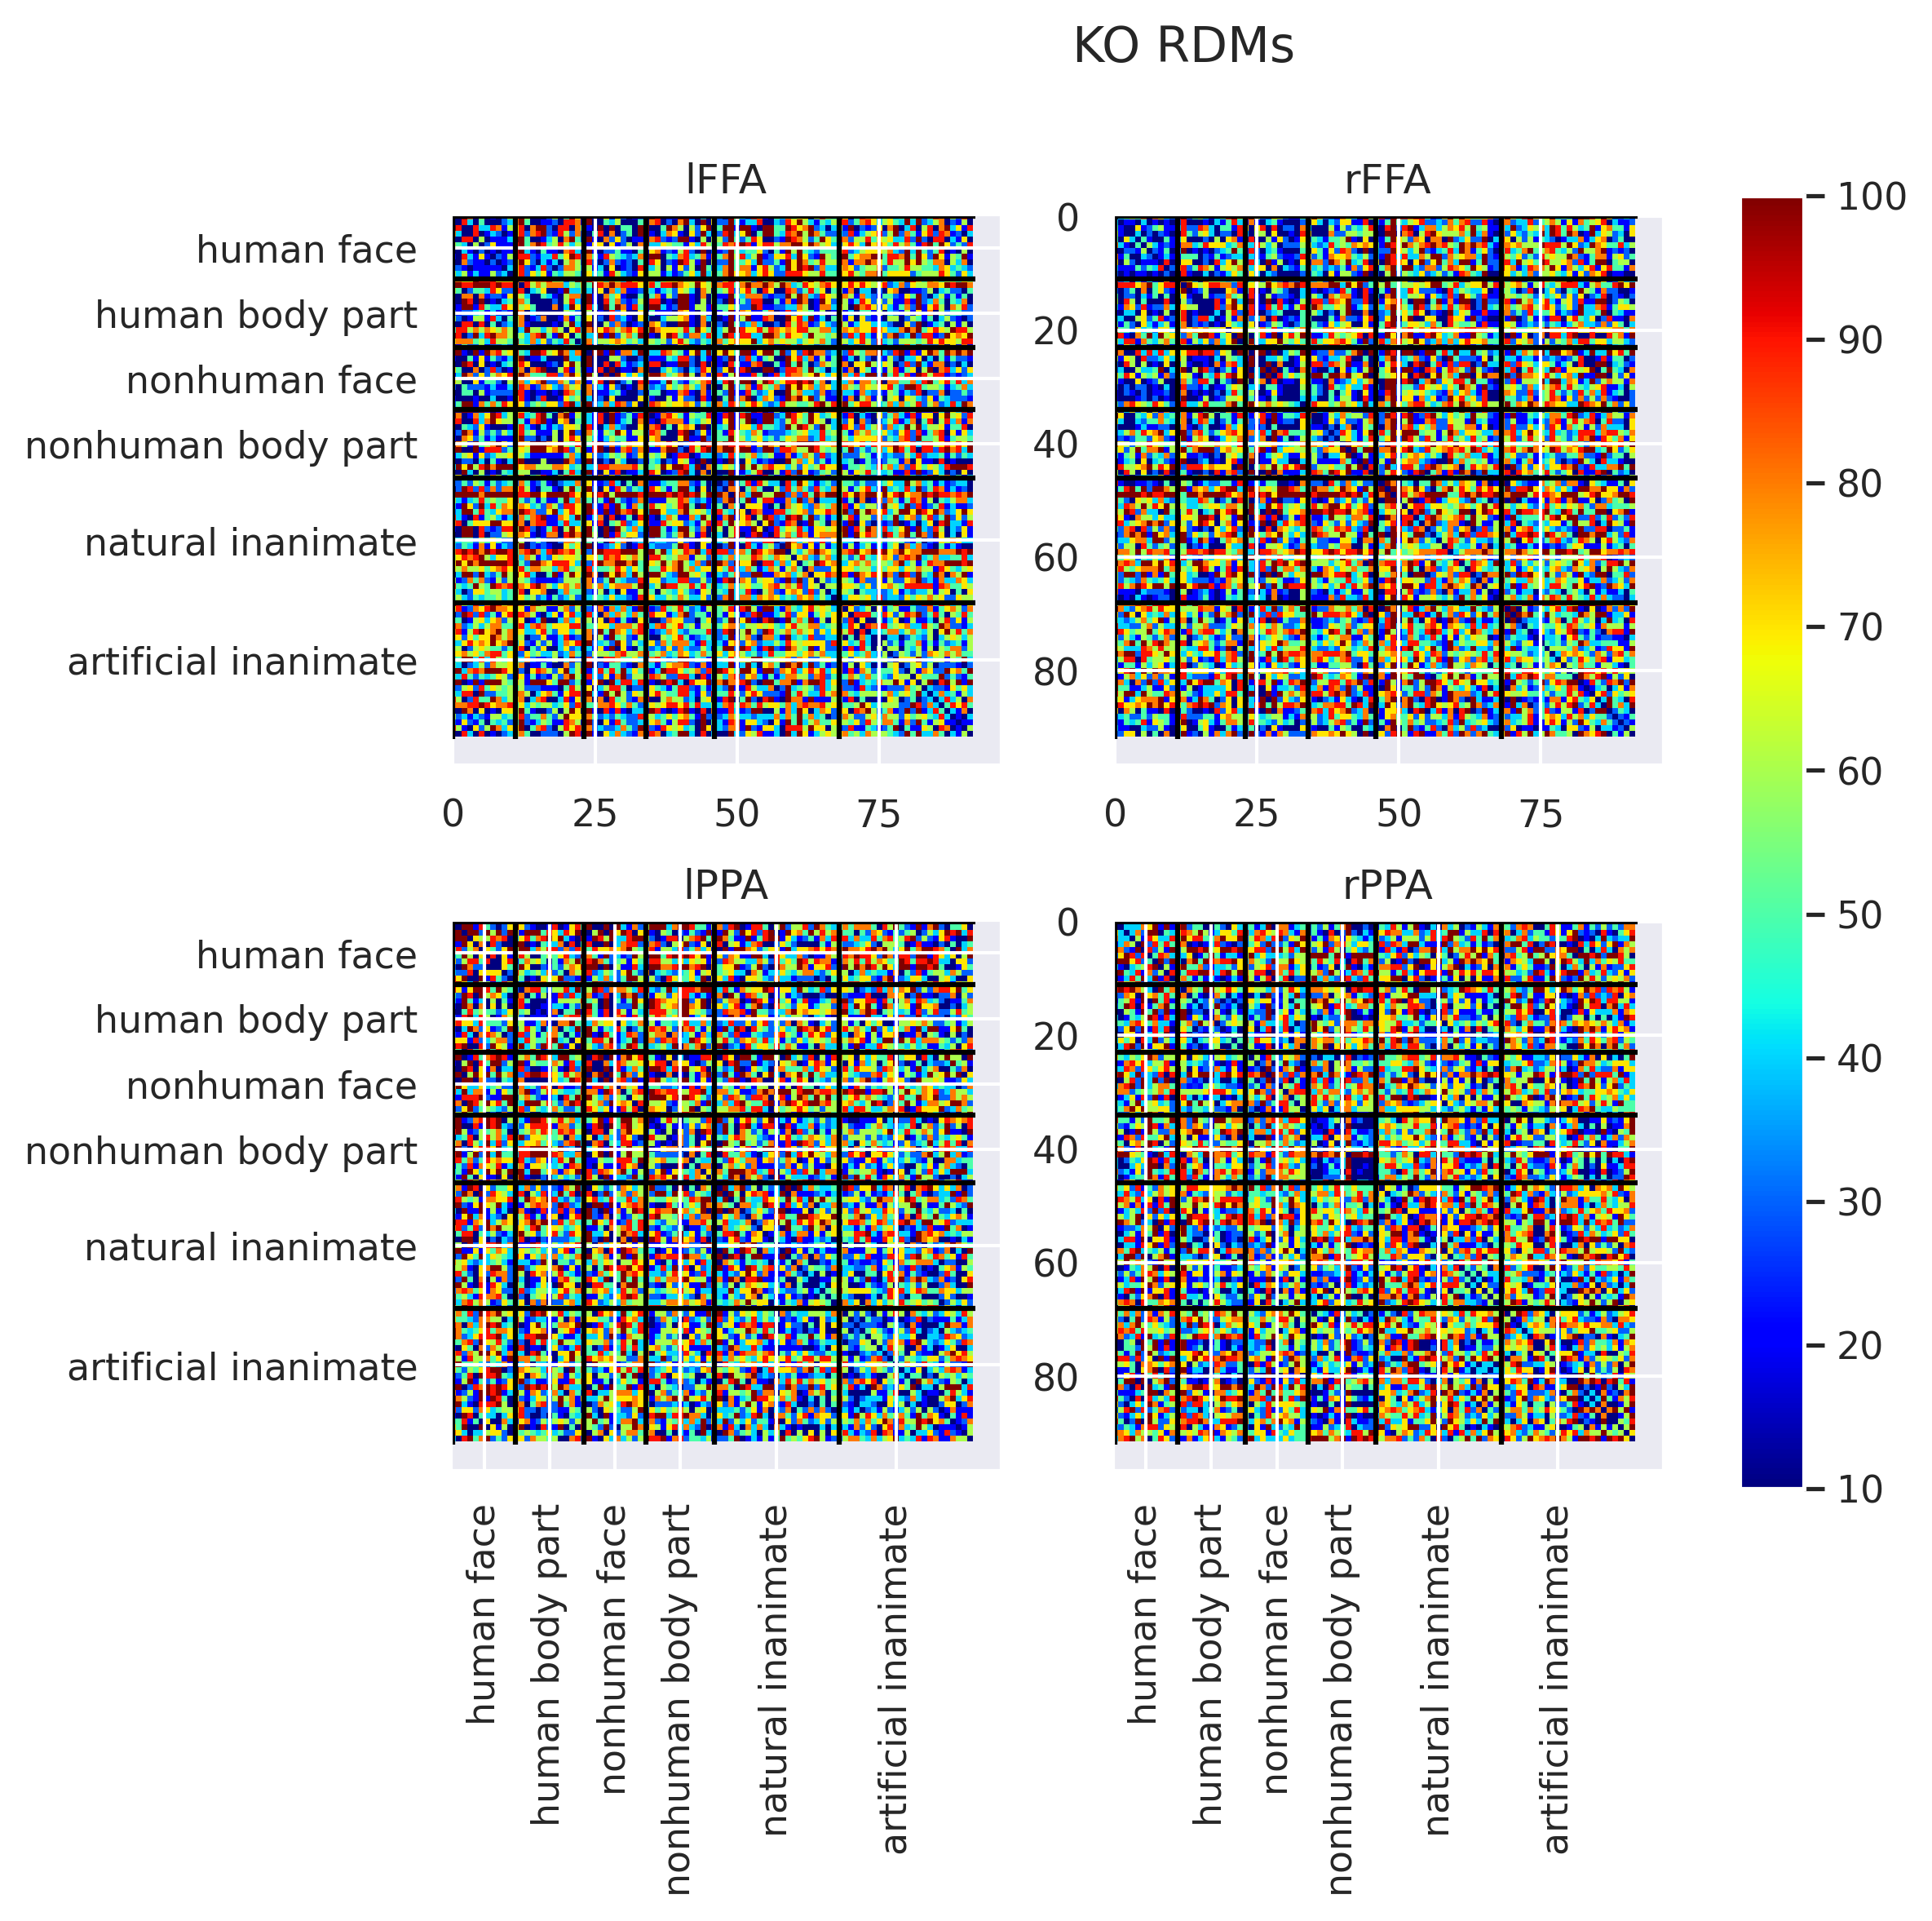 KO RDMs
lFFA
rFFA
human face
human body part
nonhuman face
nonhuman body part
natural inanimate
artificial inanimate
0
20
40
60
80
0
25
50
75
0
25
50
75
lPPA
rPPA
human face
human body part
nonhuman face
nonhuman body part
natural inanimate
artificial inanimate
0
20
40
60
80
human face
human body part
nonhuman face
nonhuman body part
natural inanimate
artificial inanimate
human face
human body part
nonhuman face
nonhuman body part
natural inanimate
artificial inanimate
100
90
80
70
60
50
40
30
20
10